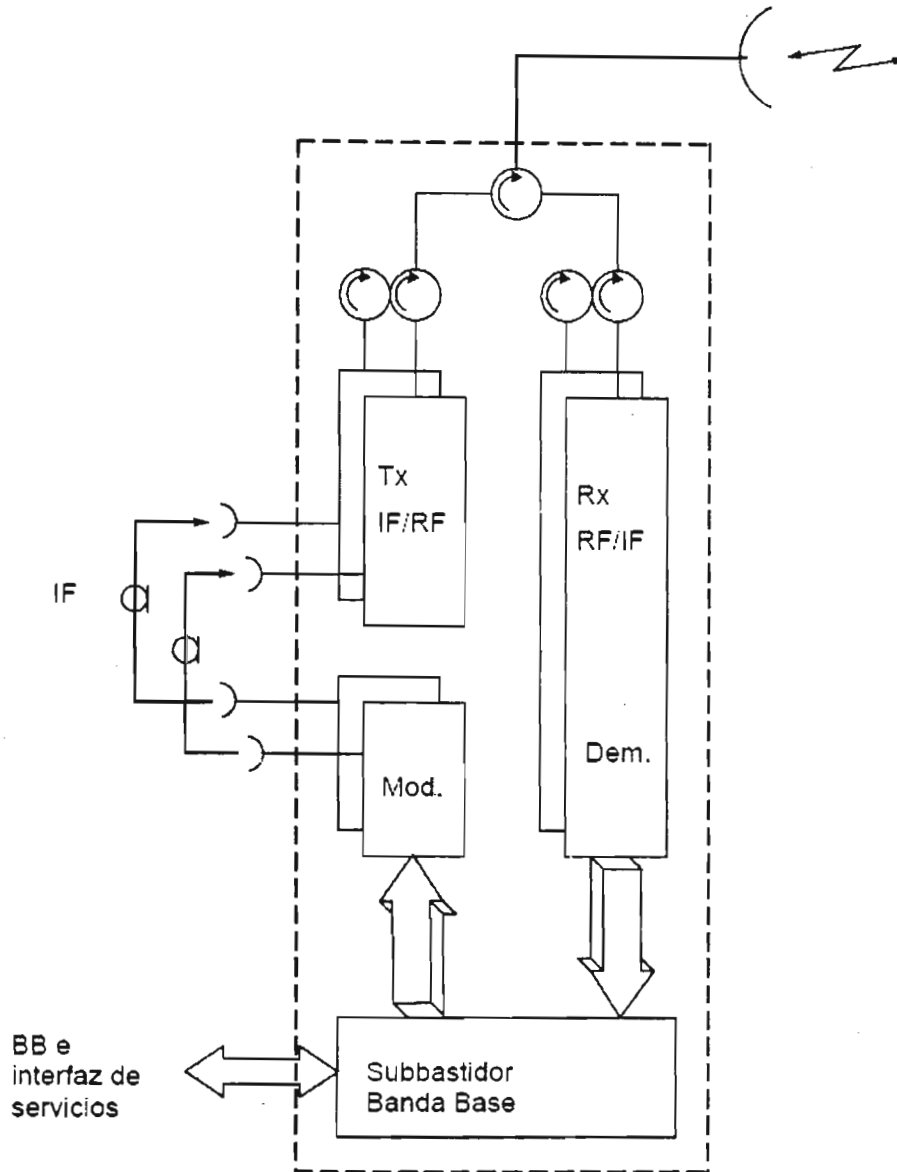 Tx
IF/RF
Rx
RF/IF
IF
Mod.
Dem.
BB e
interfaz de
servicios
Subbastidor
Banda Base